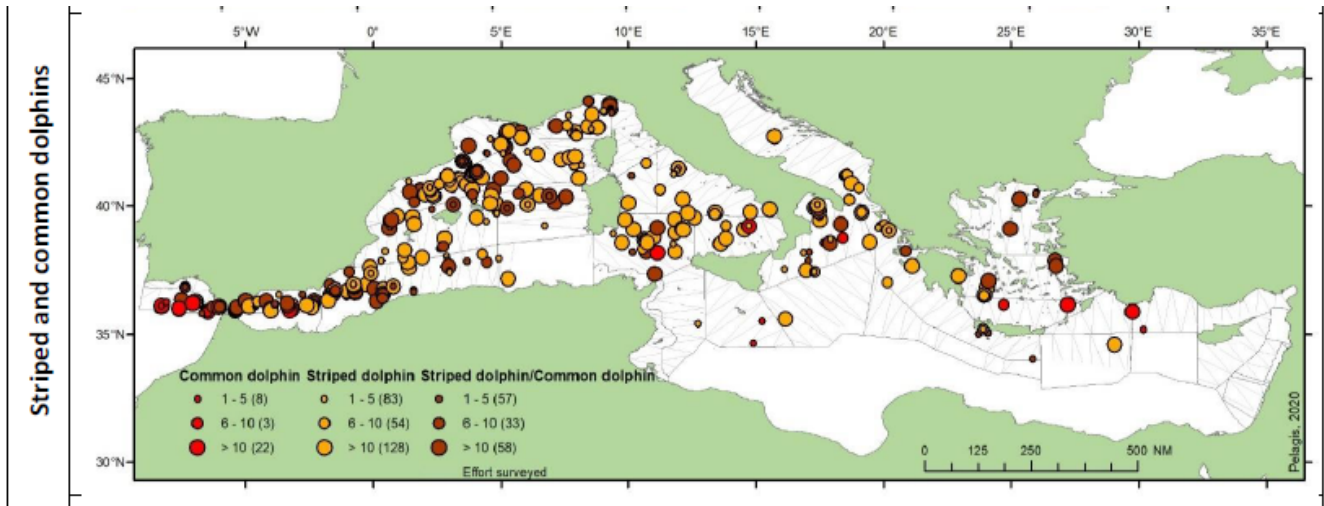 Striped and common dolphins
5°W 0° 5°E 10°E 15°E 20°E 25°E 30°E 35°E
45°N
40°N
35°N
30°N
Common dolphin Striped dolphin Striped dolphin/Common dolphin
1 - 5 (8) 1 - 5 (83) 1 - 5 (57)
6 - 10 (3) 6 - 10 (54) 6 - 10 (33)
> 10 (22) > 10 (128) > 10 (58)
Effort surveyed
0 125 250 500 NM
Pelagis, 2020